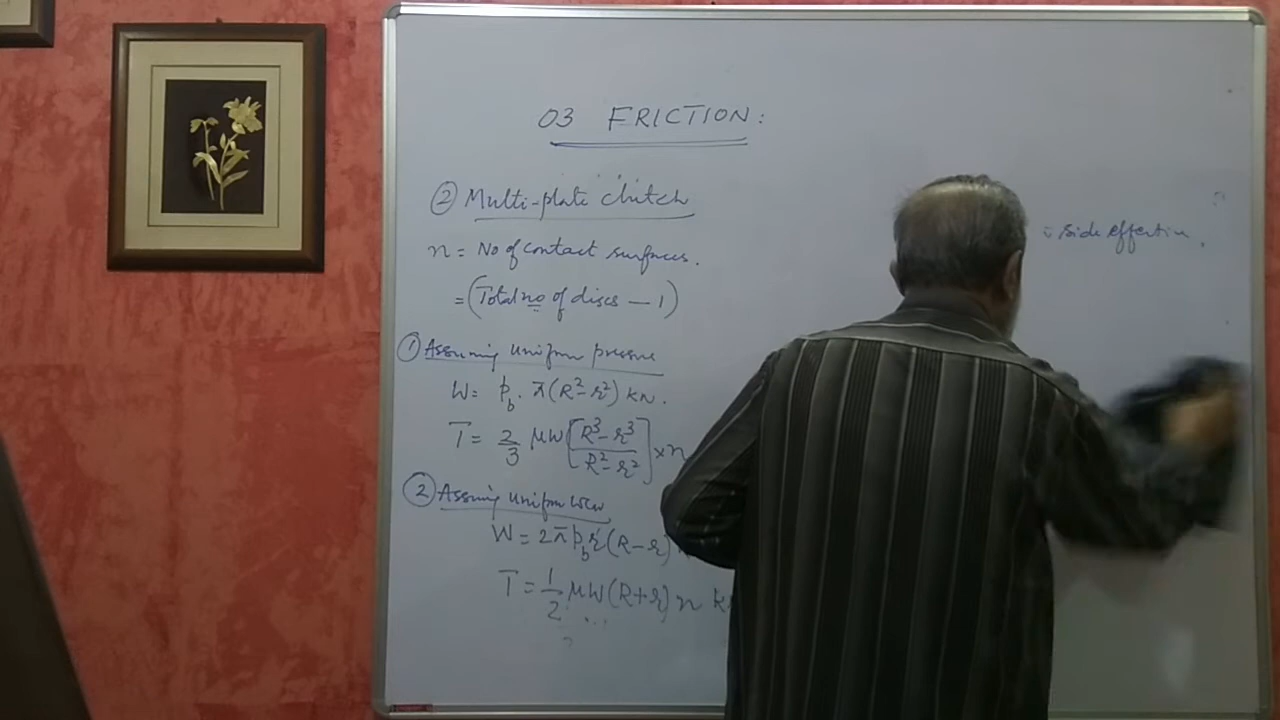 03 FRICTION:
② Multi-plate clutch
n = No of contact surfaces.
= (Total no of discs — 1)
① Assuming uniform pressure
W = p_b . π(R² - r²) kN.
T = 2/3 μW [R³ - r³ / R² - r²] × n
② Assuming uniform wear
W = 2π p_b r (R - r)
T = 1/2 μW (R + r) n k
side effective.